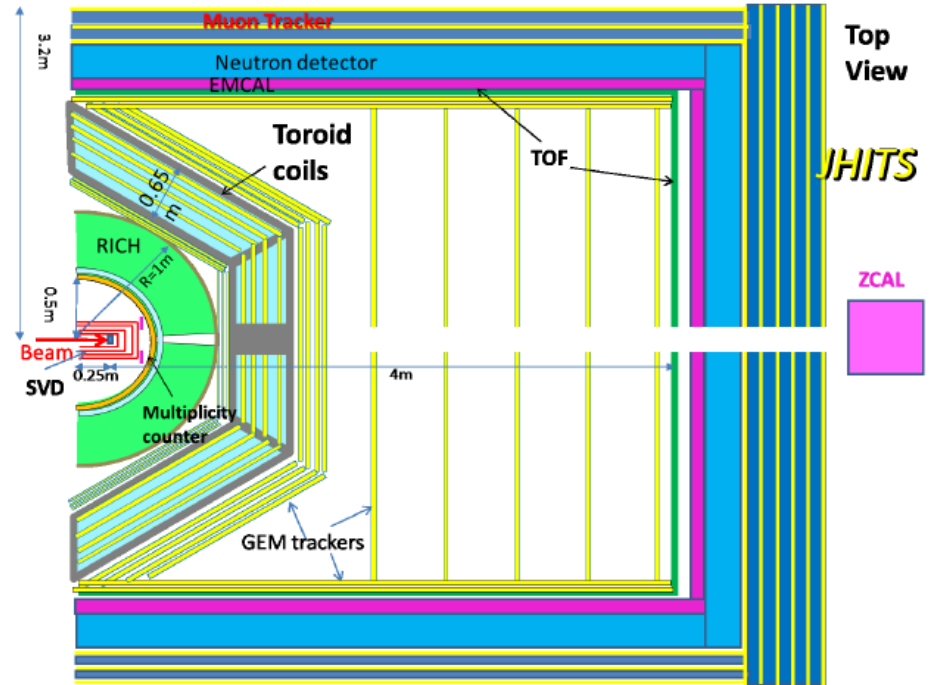 Muon Tracker
3.2m
Neutron detector
EMCAL
Top
View
Toroid
coils
TOF
JHITS
0.65
m
RICH
R=1m
0.5m
ZCAL
Beam
0.25m
4m
SVD
Multiplicity
counter
GEM trackers